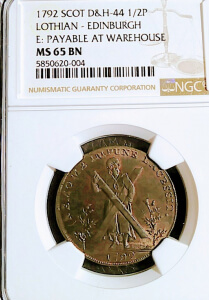 1792 SCOT D&H-44 1/2P
LOTHIAN - EDINBURGH
E: PAYABLE AT WAREHOUSE
MS 65 BN
5850620-004
NUMISMATIC GUARANTY CORPORATION
NGC
1792